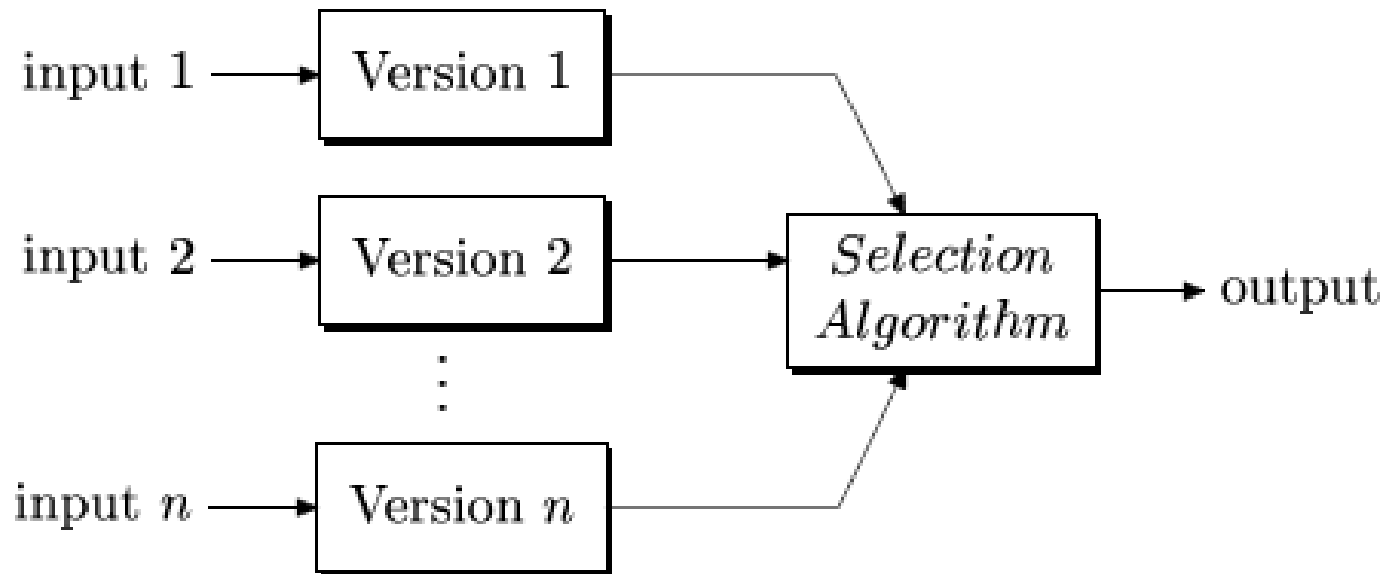 input 1
Version 1
input 2
Version 2
Selection
Algorithm
output
input n
Version n